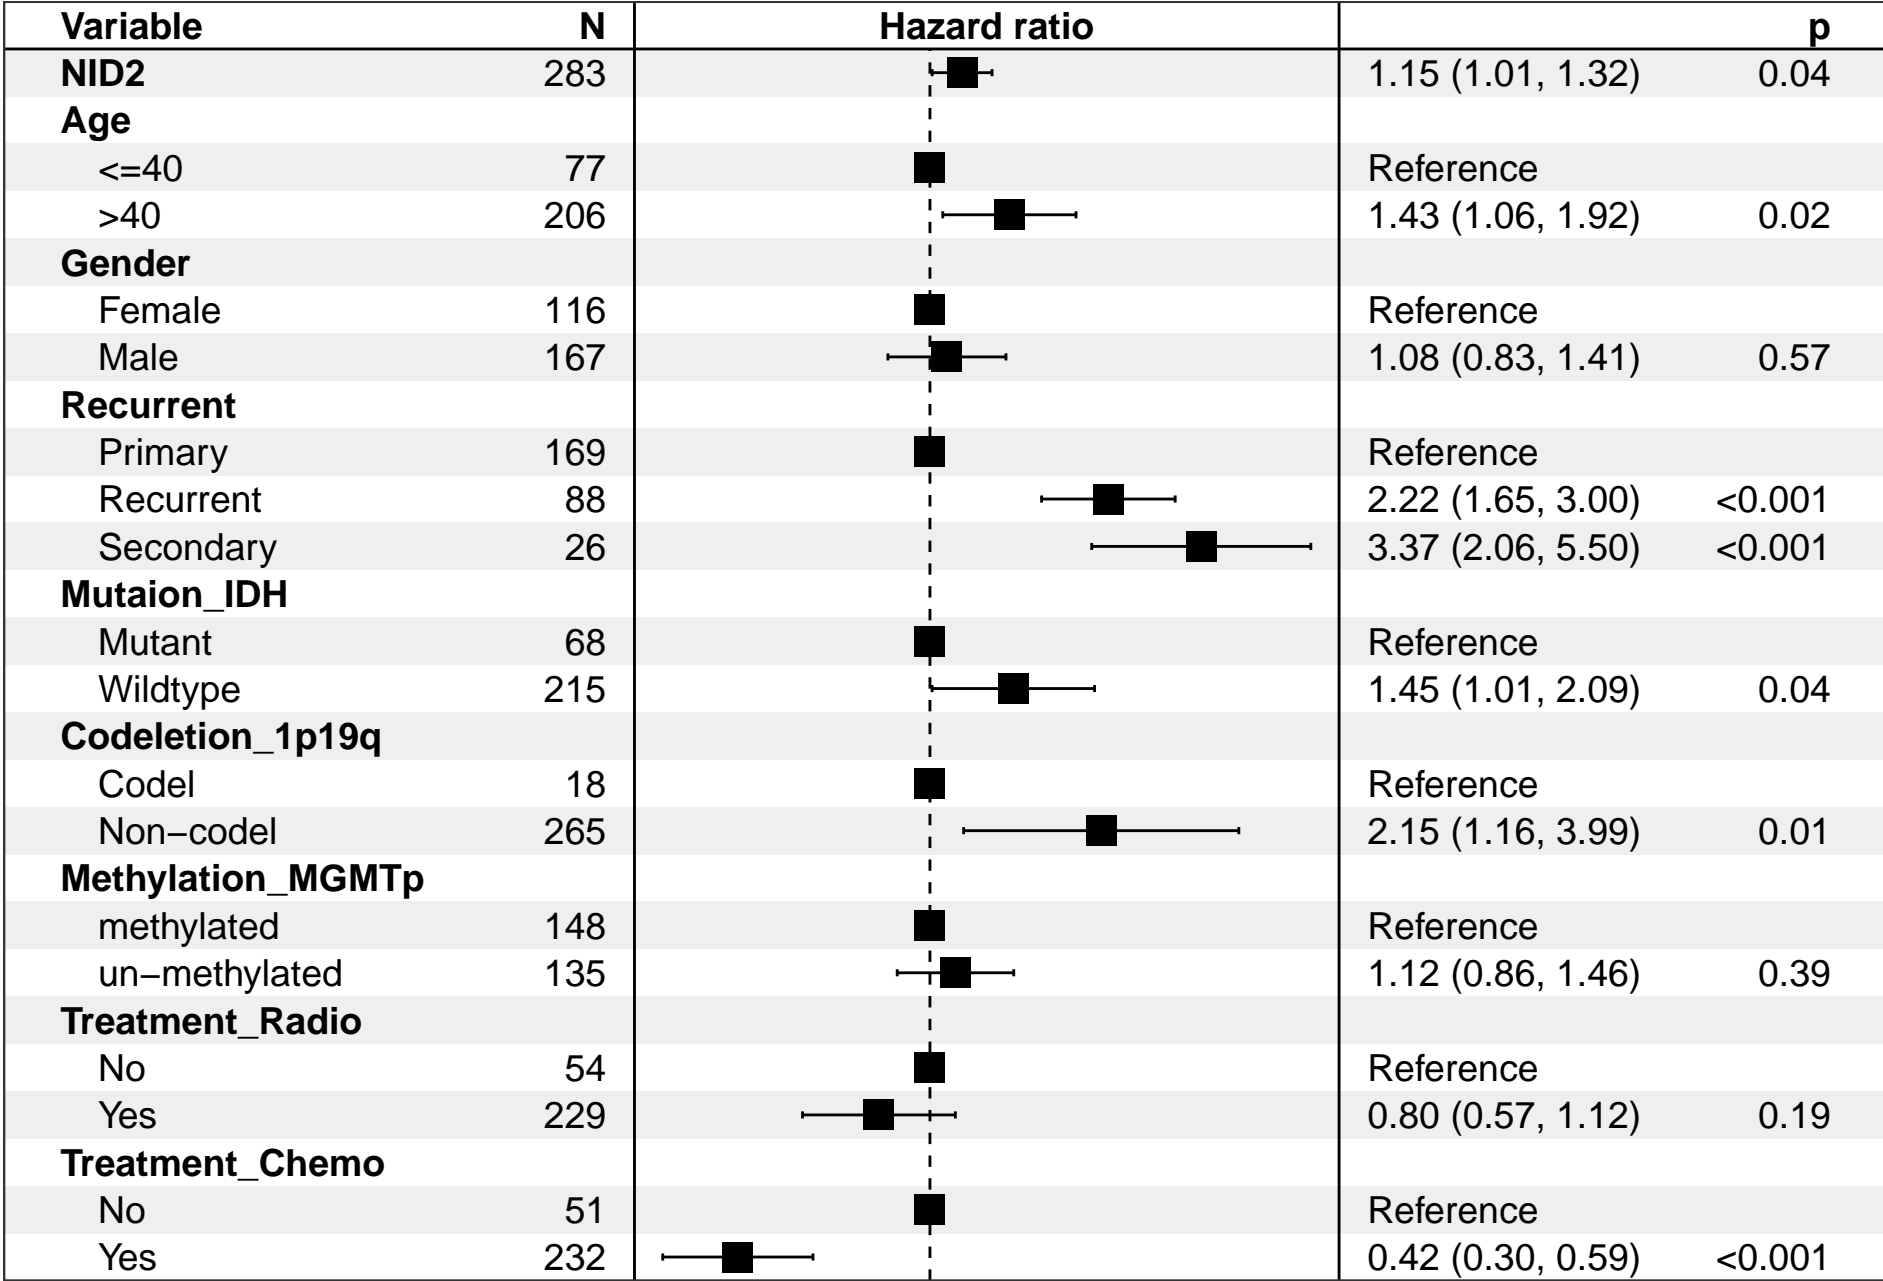 Variable N Hazard ratio p
NID2 283 1.15 (1.01, 1.32) 0.04
Age
<=40 77 Reference
>40 206 1.43 (1.06, 1.92) 0.02
Gender
Female 116 Reference
Male 167 1.08 (0.83, 1.41) 0.57
Recurrent
Primary 169 Reference
Recurrent 88 2.22 (1.65, 3.00) <0.001
Secondary 26 3.37 (2.06, 5.50) <0.001
Mutaion_IDH
Mutant 68 Reference
Wildtype 215 1.45 (1.01, 2.09) 0.04
Codeletion_1p19q
Codel 18 Reference
Non−codel 265 2.15 (1.16, 3.99) 0.01
Methylation_MGMTp
methylated 148 Reference
un−methylated 135 1.12 (0.86, 1.46) 0.39
Treatment_Radio
No 54 Reference
Yes 229 0.80 (0.57, 1.12) 0.19
Treatment_Chemo
No 51 Reference
Yes 232 0.42 (0.30, 0.59) <0.001